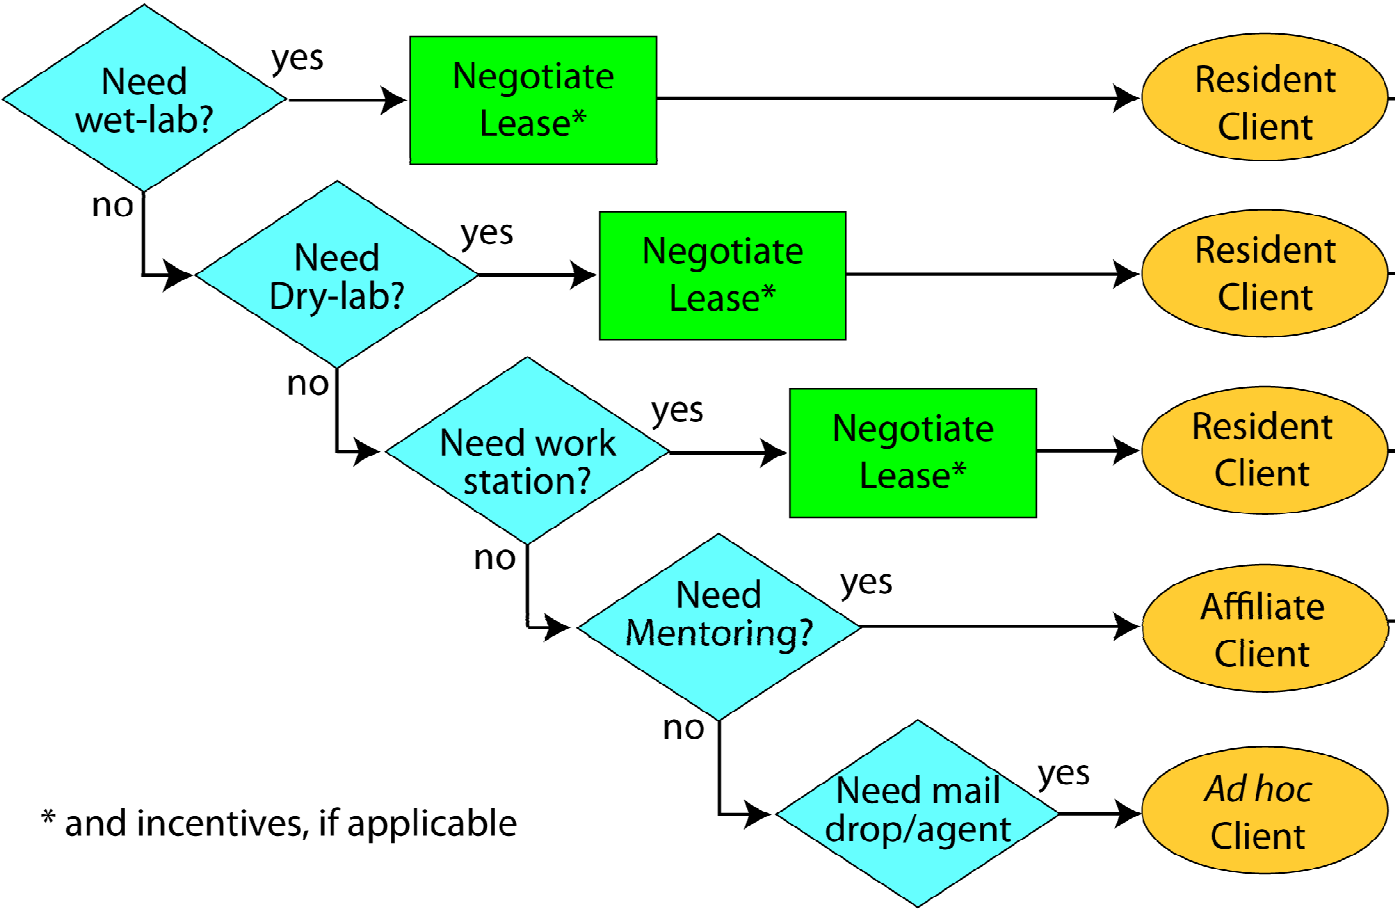 Need
wet-lab?
yes
Negotiate
Lease*
Resident
Client
no
Need
Dry-lab?
yes
Negotiate
Lease*
Resident
Client
no
Need work
station?
yes
Negotiate
Lease*
Resident
Client
no
Need
Mentoring?
yes
Affiliate
Client
no
Need mail
drop/agent
yes
Ad hoc
Client
* and incentives, if applicable